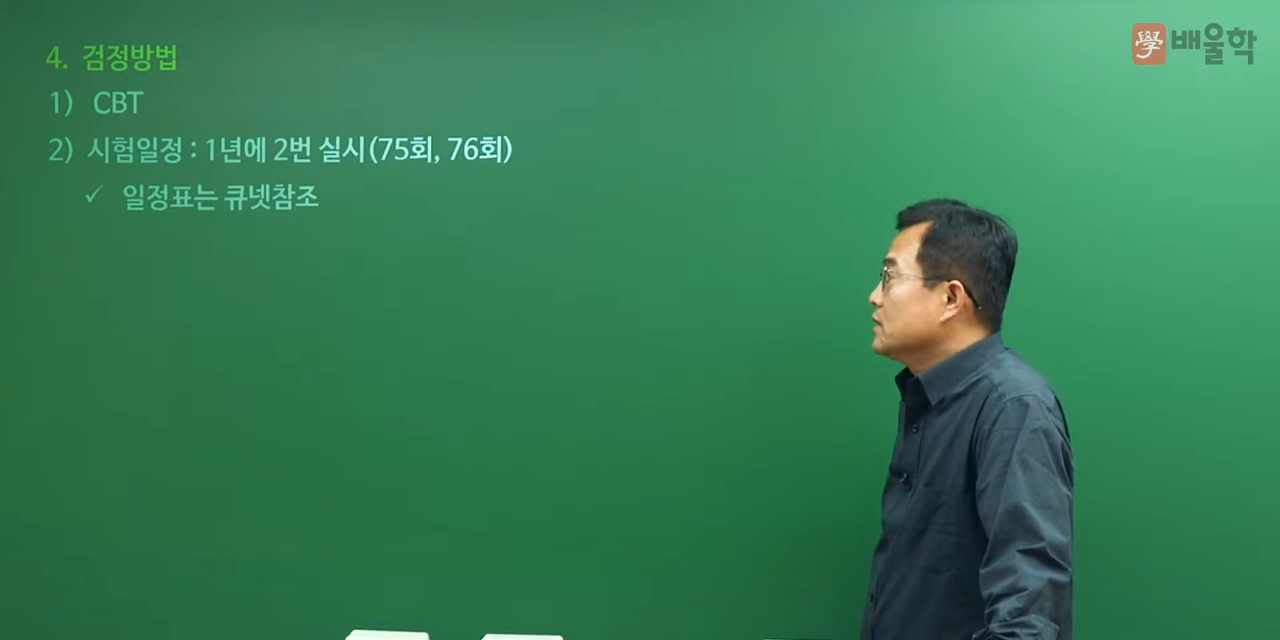 學 배울학
4. 검정방법
1) CBT
2) 시험일정 : 1년에 2번 실시(75회, 76회)
✓ 일정표는 큐넷참조